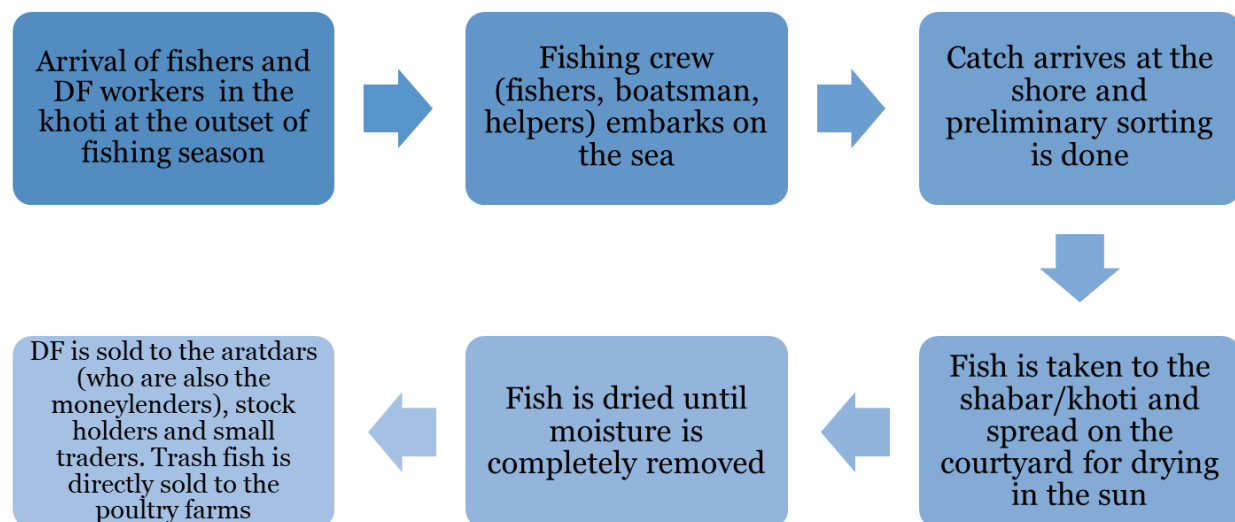 Arrival of fishers and
DF workers in the
khoti at the outset of
fishing season
Fishing crew
(fishers, boatsman,
helpers) embarks on
the sea
Catch arrives at the
shore and
preliminary sorting
is done
Fish is taken to the
shabar/khoti and
spread on the
courtyard for drying
in the sun
Fish is dried until
moisture is
completely removed
DF is sold to the aratdars
(who are also the
moneylenders), stock
holders and small
traders. Trash fish is
directly sold to the
poultry farms